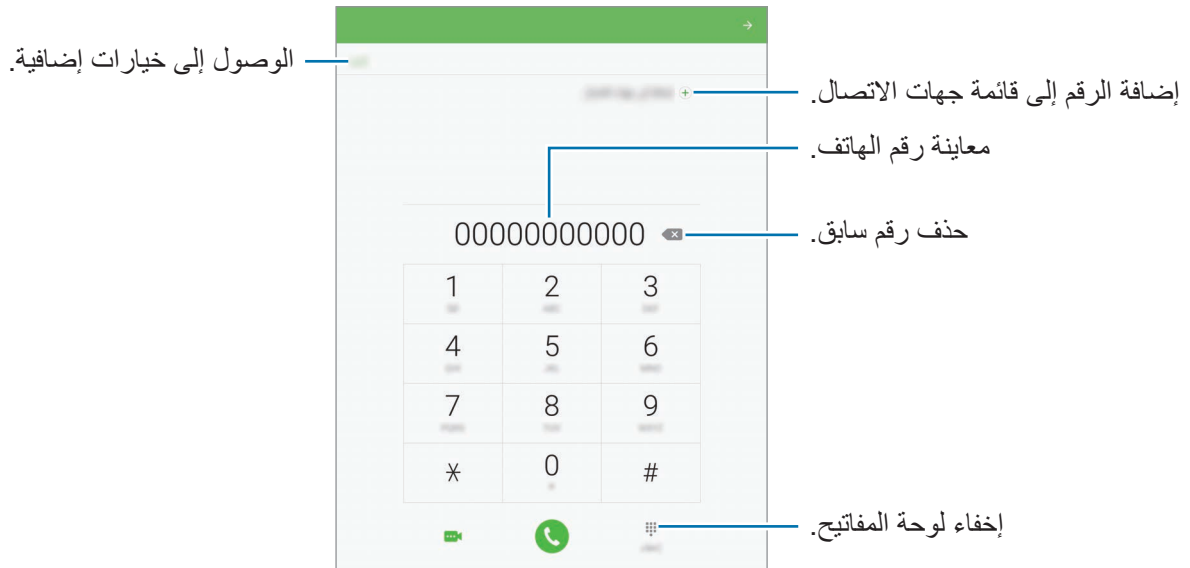 الوصول إلى خيارات إضافية.
إضافة الرقم إلى قائمة جهات الاتصال.
معاينة رقم الهاتف.
00000000000
حذف رقم سابق.
1 2 3
4 5 6
7 8 9
* 0 #
إخفاء لوحة المفاتيح.